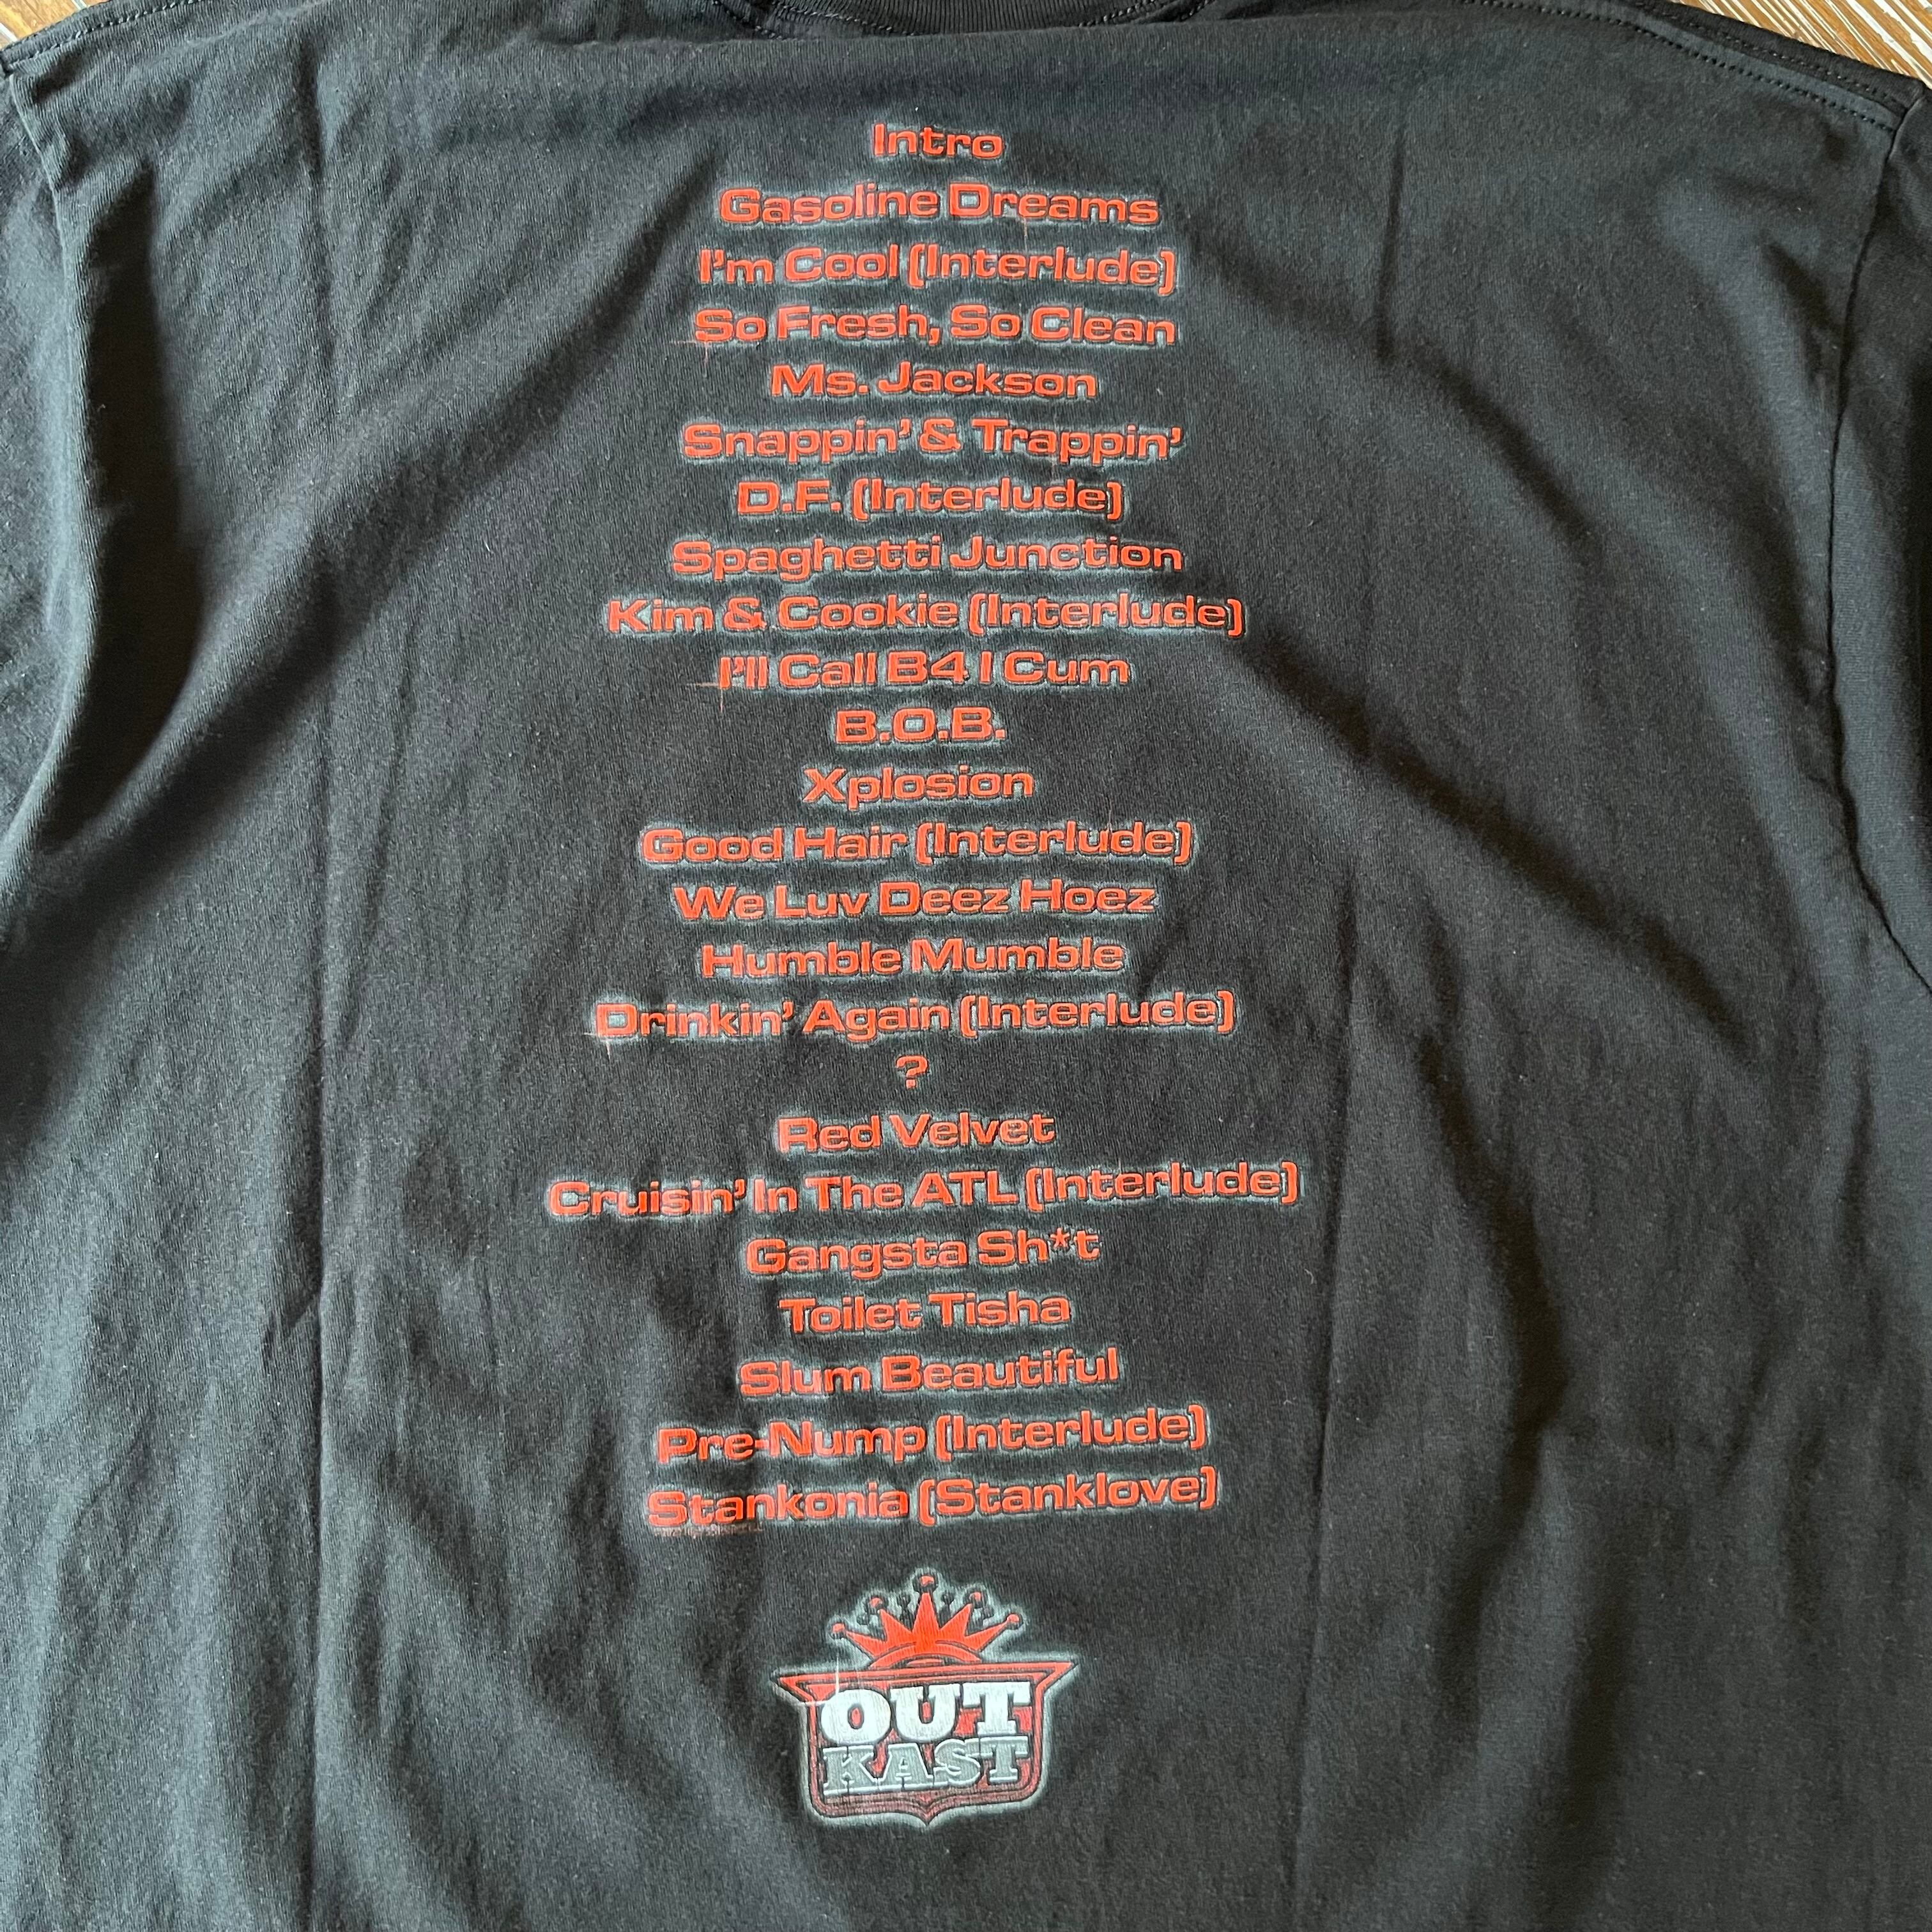 Intro
Gasoline Dreams
I'm Cool (Interlude)
So Fresh, So Clean
Ms. Jackson
Snappin' & Trappin'
D.F. (Interlude)
Spaghetti Junction
Kim & Cookie (Interlude)
I'll Call B4 I Cum
B.O.B.
Xplosion
Good Hair (Interlude)
We Luv Deez Hoez
Humble Mumble
Drinkin' Again (Interlude)
?
Red Velvet
Cruisin' In The ATL (Interlude)
Gangsta Sh*t
Toilet Tisha
Slum Beautiful
Pre-Nump (Interlude)
Stankonia (Stanklove)
OUT
KAST